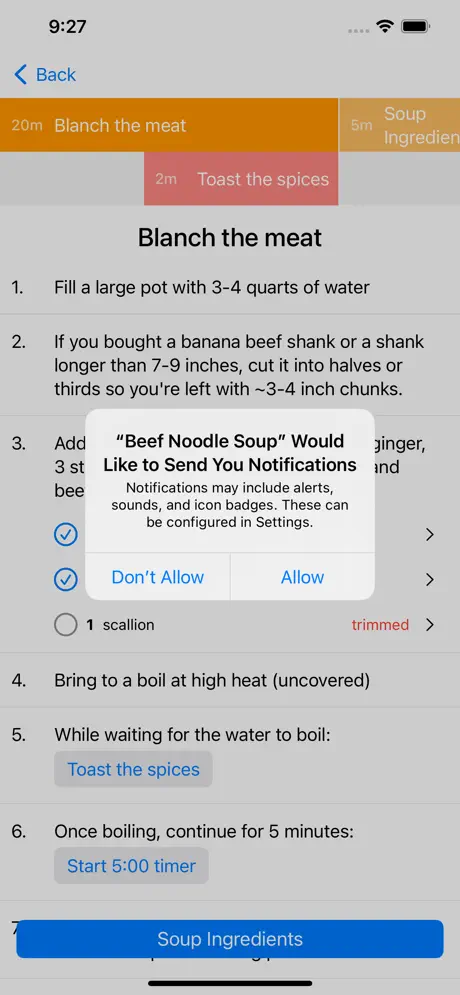 9:27
Back
20m Blanch the meat
5m Soup
Ingredien
2m Toast the spices
Blanch the meat
1. Fill a large pot with 3-4 quarts of water
2. If you bought a banana beef shank or a shank
longer than 7-9 inches, cut it into halves or
thirds so you're left with ~3-4 inch chunks.
3. Add ginger,
3 st and
bee
“Beef Noodle Soup” Would
Like to Send You Notifications
Notifications may include alerts,
sounds, and icon badges. These can
be configured in Settings.
Don’t Allow Allow
1 scallion trimmed
4. Bring to a boil at high heat (uncovered)
5. While waiting for the water to boil:
Toast the spices
6. Once boiling, continue for 5 minutes:
Start 5:00 timer
7
Soup Ingredients